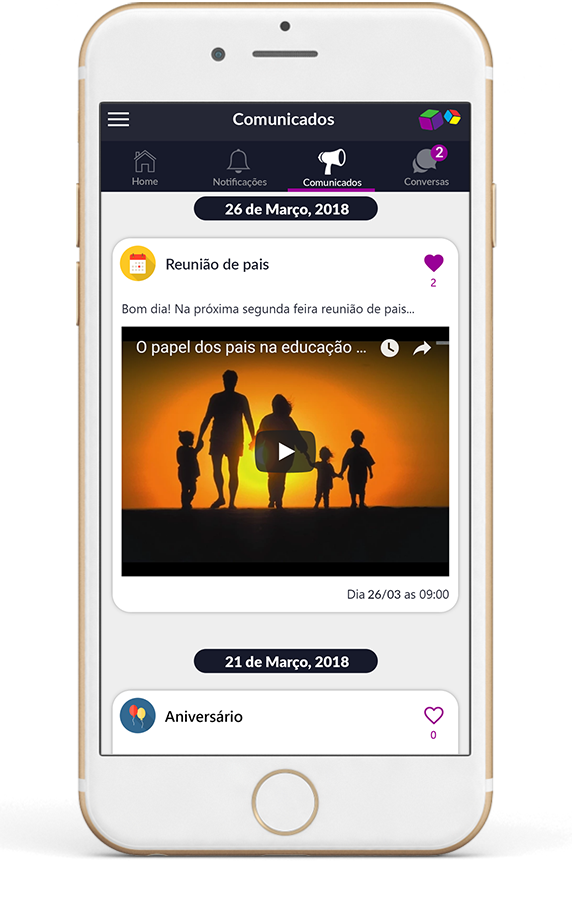 Comunicados
2
Home
Notificações
Comunicados
Conversas
26 de Março, 2018
Reunião de pais
2
Bom dia! Na próxima segunda feira reunião de pais...
O papel dos pais na educação ...
Dia 26/03 as 09:00
21 de Março, 2018
Aniversário
0